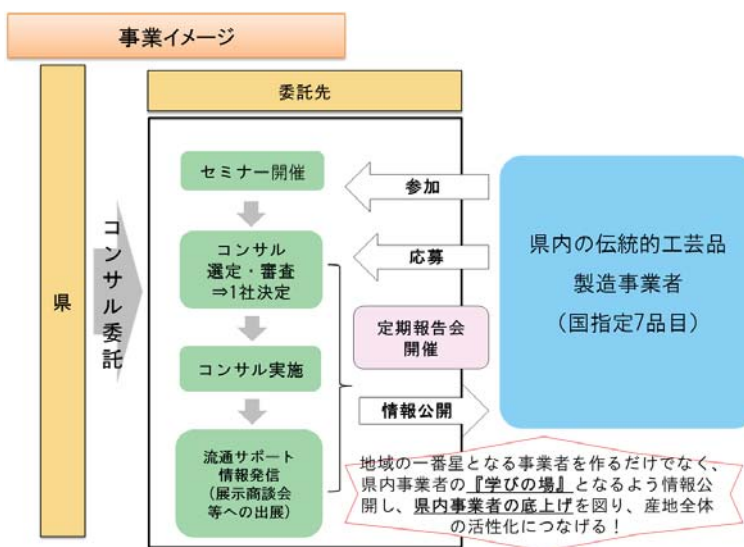 事業イメージ
県
コンサル委託
委託先
セミナー開催
コンサル
選定・審査
⇒1社決定
コンサル実施
流通サポート
情報発信
(展示商談会
等への出展)
参加
応募
定期報告会
開催
情報公開
県内の伝統的工芸品
製造事業者
(国指定7品目)
地域の一番星となる事業者を作るだけでなく、
県内事業者の『学びの場』となるよう情報公
開し、県内事業者の底上げを図り、産地全体
の活性化につなげる！